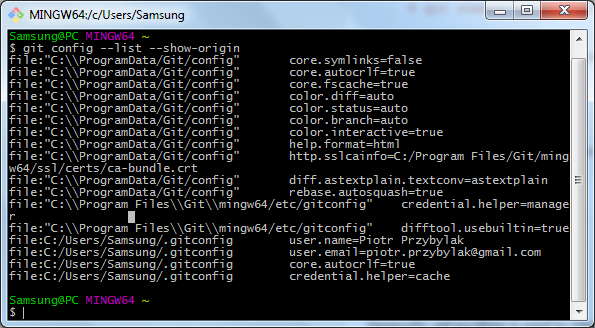 MINGW64:/c/Users/Samsung
Samsung@PC MINGW64 ~
$ git config --list --show-origin
file:"C:\\ProgramData/Git/config" core.symlinks=false
file:"C:\\ProgramData/Git/config" core.autocrlf=true
file:"C:\\ProgramData/Git/config" core.fscache=true
file:"C:\\ProgramData/Git/config" color.diff=auto
file:"C:\\ProgramData/Git/config" color.status=auto
file:"C:\\ProgramData/Git/config" color.branch=auto
file:"C:\\ProgramData/Git/config" color.interactive=true
file:"C:\\ProgramData/Git/config" help.format=html
file:"C:\\ProgramData/Git/config" http.sslcainfo=C:/Program Files/Git/ming
w64/ssl/certs/ca-bundle.crt
file:"C:\\ProgramData/Git/config" diff.astextplain.textconv=astextplain
file:"C:\\ProgramData/Git/config" rebase.autosquash=true
file:"C:\\Program Files\\Git\\mingw64/etc/gitconfig" credential.helper=manage
r
file:"C:\\Program Files\\Git\\mingw64/etc/gitconfig" difftool.usebuiltin=true
file:C:/Users/Samsung/.gitconfig user.name=Piotr Przybylak
file:C:/Users/Samsung/.gitconfig user.email=piotr.przybylak@gmail.com
file:C:/Users/Samsung/.gitconfig core.autocrlf=true
file:C:/Users/Samsung/.gitconfig credential.helper=cache
Samsung@PC MINGW64 ~
$